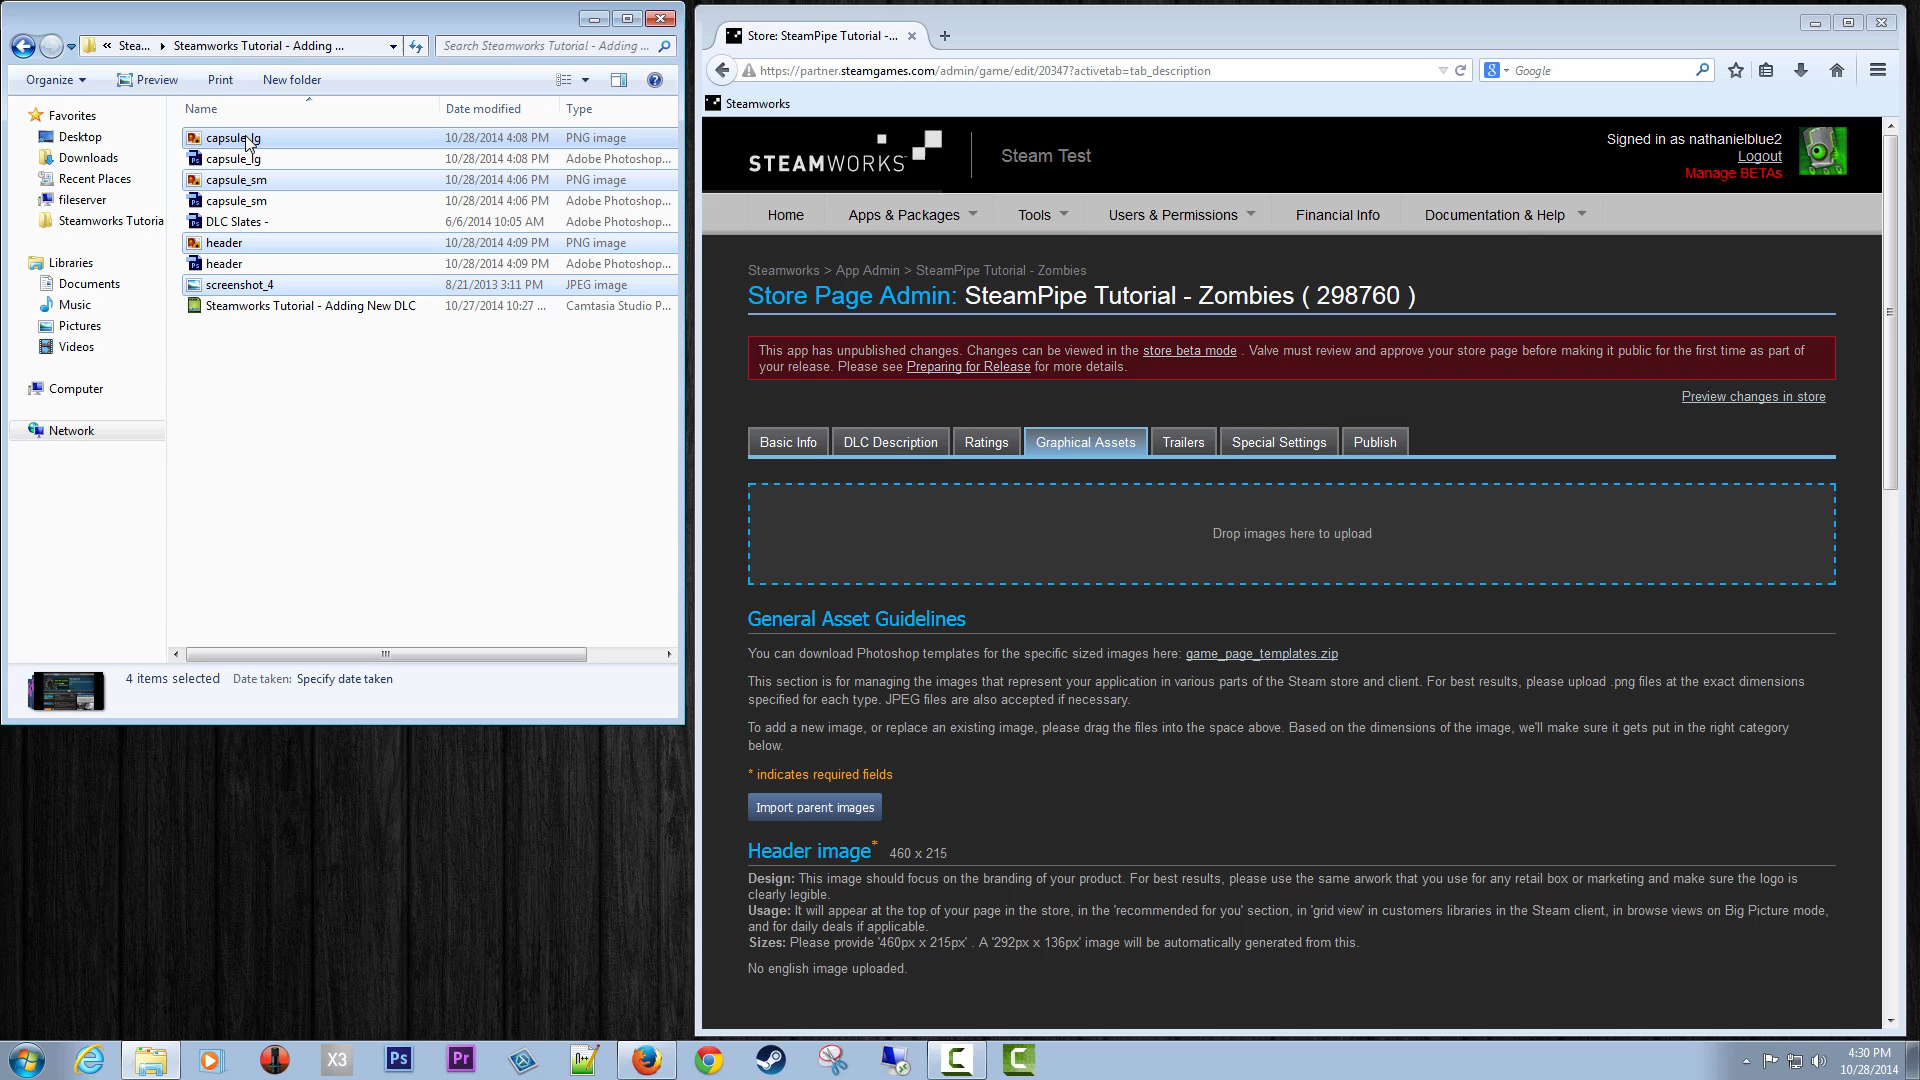 Stea...
Steamworks Tutorial - Adding ...
Search Steamworks Tutorial - Adding ...
Organize
Preview
Print
New folder
Name
Date modified
Type
Favorites
Desktop
Downloads
Recent Places
fileserver
Steamworks Tutoria
Libraries
Documents
Music
Pictures
Videos
Computer
Network
capsule_lg 10/28/2014 4:08 PM PNG image
capsule_lg 10/28/2014 4:08 PM Adobe Photoshop...
capsule_sm 10/28/2014 4:06 PM PNG image
capsule_sm 10/28/2014 4:06 PM Adobe Photoshop...
DLC Slates - 6/6/2014 10:05 AM Adobe Photoshop...
header 10/28/2014 4:09 PM PNG image
header 10/28/2014 4:09 PM Adobe Photoshop...
screenshot_4 8/21/2013 3:11 PM JPEG image
Steamworks Tutorial - Adding New DLC 10/27/2014 10:27 ... Camtasia Studio P...
4 items selected Date taken: Specify date taken
Store: SteamPipe Tutorial -...
https://partner.steamgames.com/admin/game/edit/20347?activetab=tab_description
Google
Steamworks
STEAMWORKS
Steam Test
Signed in as nathanielblue2
Logout
Manage BETAs
Home
Apps & Packages
Tools
Users & Permissions
Financial Info
Documentation & Help
Steamworks > App Admin > SteamPipe Tutorial - Zombies
Store Page Admin: SteamPipe Tutorial - Zombies ( 298760 )
This app has unpublished changes. Changes can be viewed in the store beta mode . Valve must review and approve your store page before making it public for the first time as part of
your release. Please see Preparing for Release for more details.
Preview changes in store
Basic Info
DLC Description
Ratings
Graphical Assets
Trailers
Special Settings
Publish
Drop images here to upload
General Asset Guidelines
You can download Photoshop templates for the specific sized images here: game_page_templates.zip
This section is for managing the images that represent your application in various parts of the Steam store and client. For best results, please upload .png files at the exact dimensions
specified for each type. JPEG files are also accepted if necessary.
To add a new image, or replace an existing image, please drag the files into the space above. Based on the dimensions of the image, we'll make sure it gets put in the right category
below.
* indicates required fields
Import parent images
Header image* 460 x 215
Design: This image should focus on the branding of your product. For best results, please use the same arwork that you use for any retail box or marketing and make sure the logo is
clearly legible.
Usage: It will appear at the top of your page in the store, in the 'recommended for you' section, in 'grid view' in customers libraries in the Steam client, in browse views on Big Picture mode,
and for daily deals if applicable.
Sizes: Please provide '460px x 215px' . A '292px x 136px' image will be automatically generated from this.
No english image uploaded.
X3
Ps
Pr
4:30 PM
10/28/2014